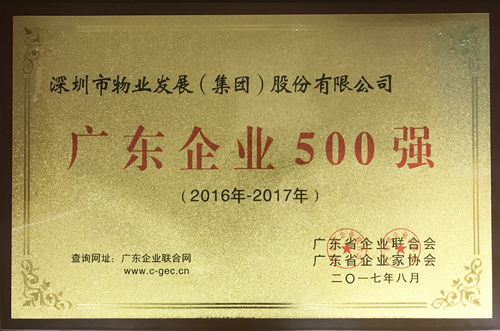 深圳市物业发展（集团）股份有限公司
广东企业500强
（2016年-2017年）
查询网址：广东企业联合网
www.c-gec.cn
广东省企业联合会
广东省企业家协会
二〇一七年八月